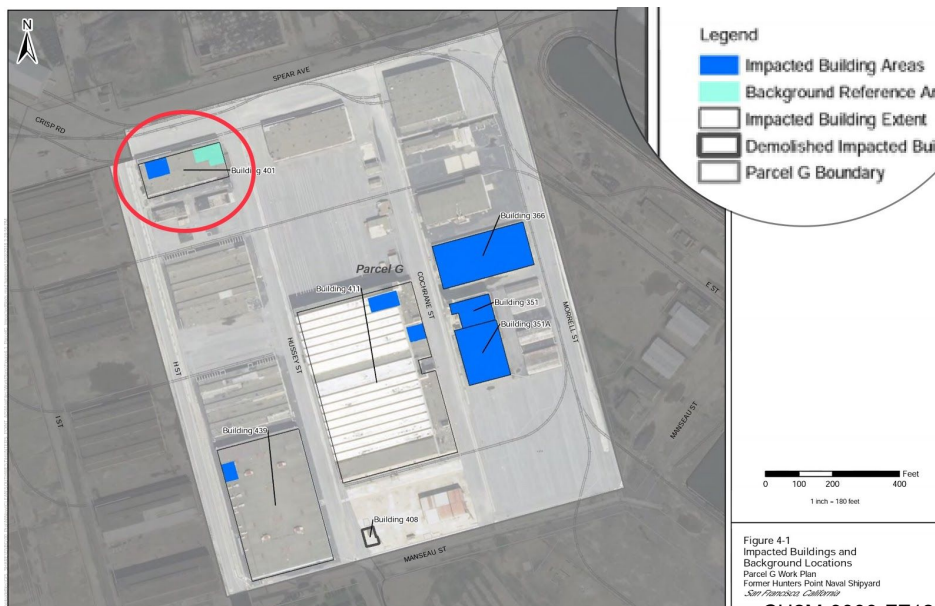 N
SPEAR AVE
CRISP RD
Building 401
Building 366
Parcel G
Building 411
COCHRANE ST
Building 351
E ST
MORRELL ST
Building 351A
HUSSEY ST
H ST
I ST
MANSEAU ST
Building 439
Building 408
MANSEAU ST
Legend
Impacted Building Areas
Background Reference Ar
Impacted Building Extent
Demolished Impacted Buil
Parcel G Boundary
Feet
0 100 200 400
1 inch = 180 feet
Figure 4-1
Impacted Buildings and
Background Locations
Parcel G Work Plan
Former Hunters Point Naval Shipyard
San Francisco, California